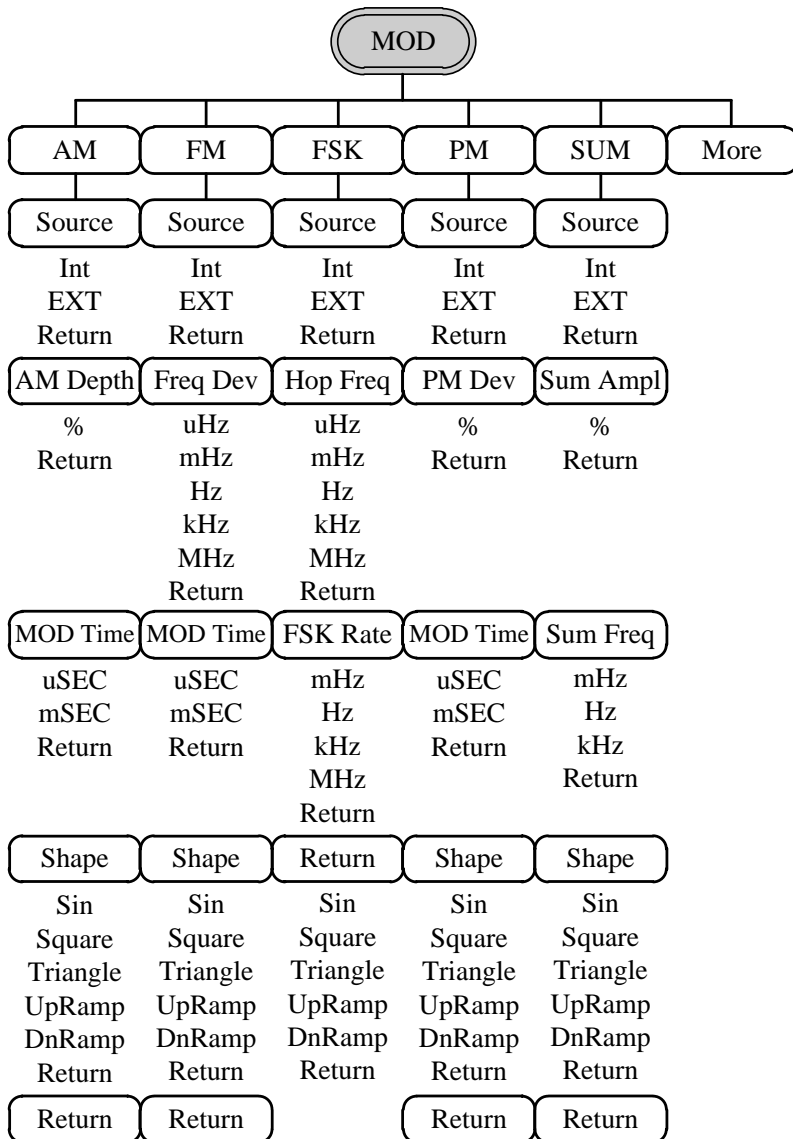 MOD
AM FM FSK PM SUM More
Source Source Source Source Source
Int Int Int Int Int
EXT EXT EXT EXT EXT
Return Return Return Return Return
AM Depth Freq Dev Hop Freq PM Dev Sum Ampl
% uHz uHz % %
Return mHz mHz Return Return
Hz Hz
kHz kHz
MHz MHz
Return Return
MOD Time MOD Time FSK Rate MOD Time Sum Freq
uSEC uSEC mHz uSEC mHz
mSEC mSEC Hz mSEC Hz
Return Return kHz Return kHz
MHz Return
Return
Shape Shape Return Shape Shape
Sin Sin Sin Sin Sin
Square Square Square Square Square
Triangle Triangle Triangle Triangle Triangle
UpRamp UpRamp UpRamp UpRamp UpRamp
DnRamp DnRamp DnRamp DnRamp DnRamp
Return Return Return Return Return
Return Return Return Return